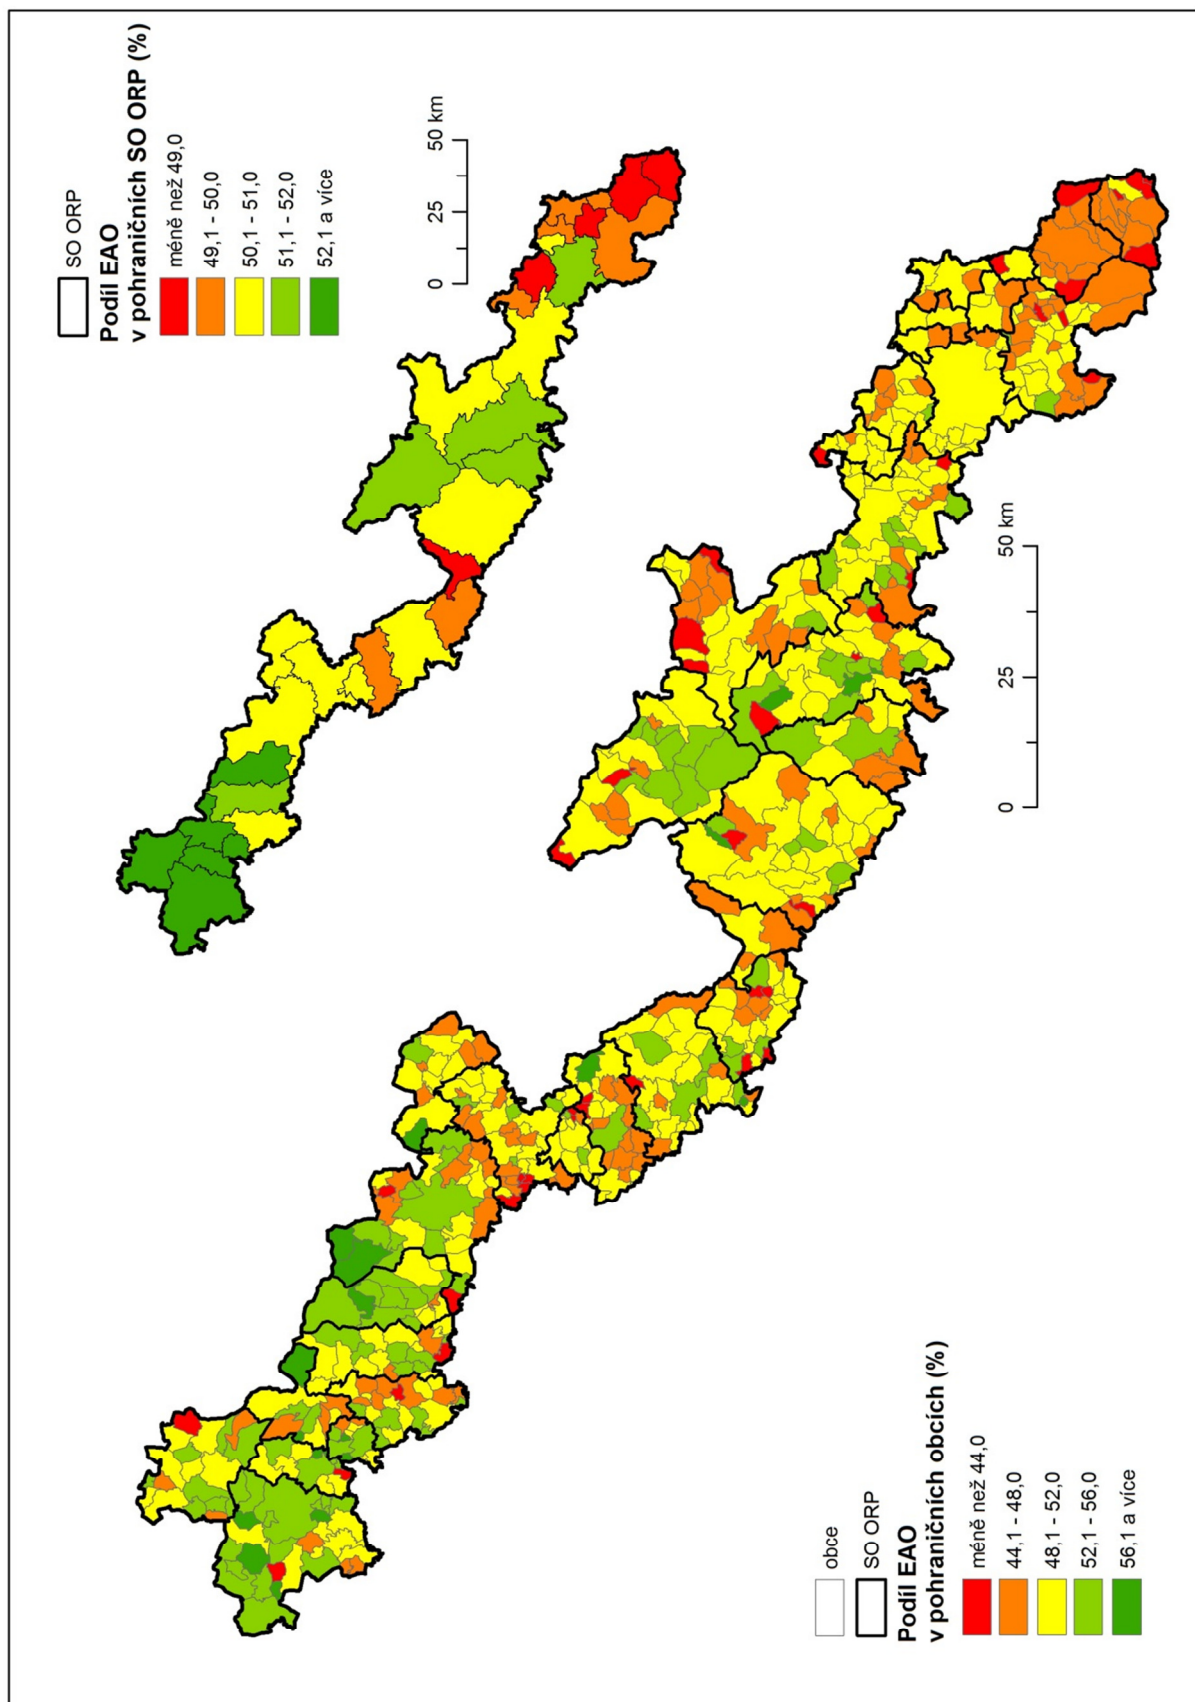 SO ORP
Podíl EAO
v pohraničních SO ORP (%)
méně než 49,0
49,1 - 50,0
50,1 - 51,0
51,1 - 52,0
52,1 a více
0 25 50 km
obce
SO ORP
Podíl EAO
v pohraničních obcích (%)
méně než 44,0
44,1 - 48,0
48,1 - 52,0
52,1 - 56,0
56,1 a více
0 25 50 km